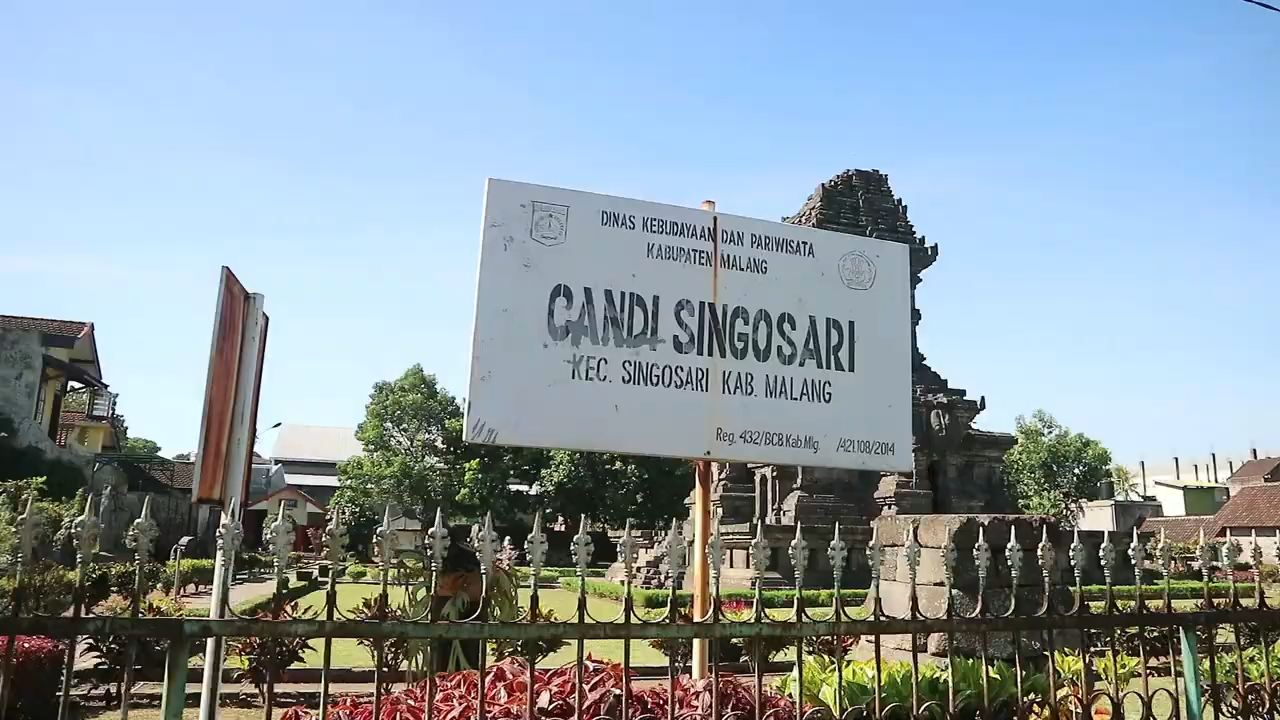 DINAS KEBUDAYAAN DAN PARIWISATA
KABUPATEN MALANG
CANDI SINGOSARI
KEC. SINGOSARI KAB. MALANG
Reg. 432/BCB Kab Mlg. /421.108/2014